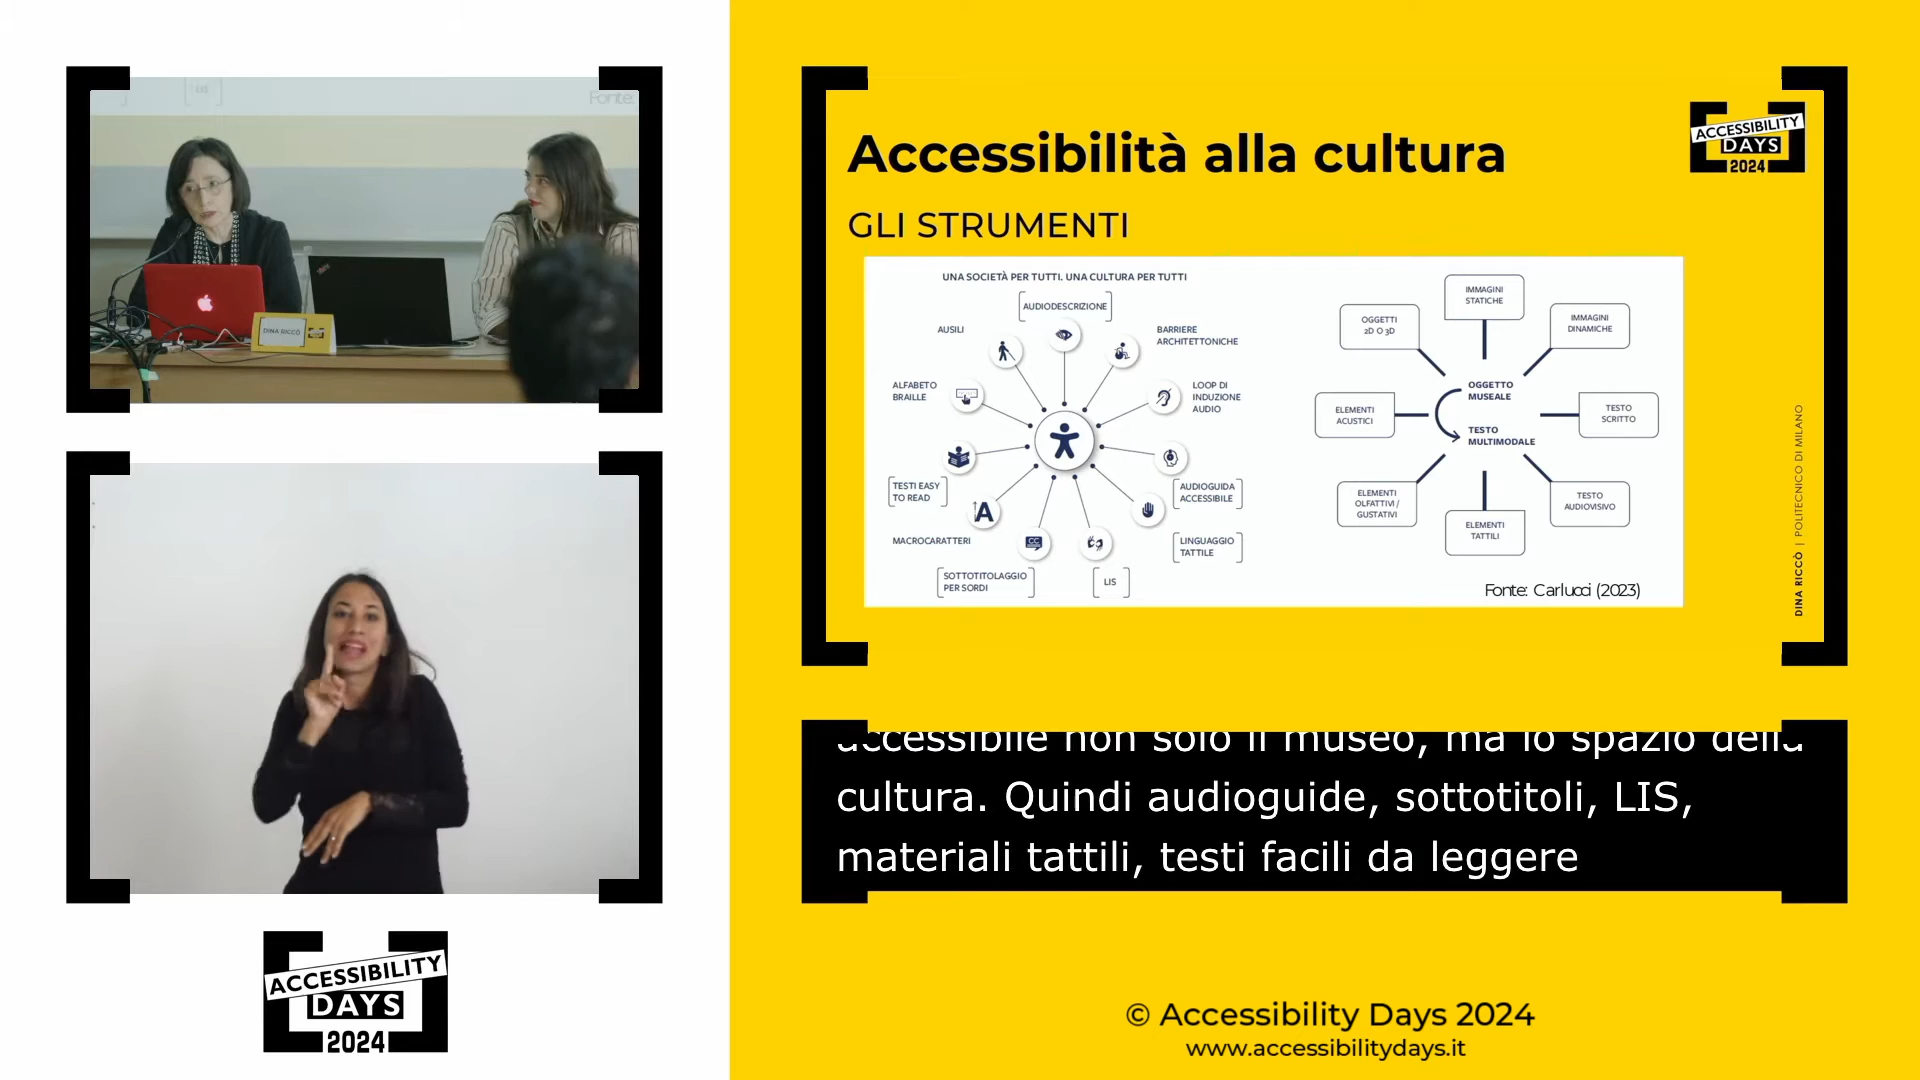 Fonte:
DINA RICCÒ
ACCESSIBILITY
DAYS
2024
Accessibilità alla cultura
GLI STRUMENTI
ACCESSIBILITY
DAYS
2024
UNA SOCIETÀ PER TUTTI. UNA CULTURA PER TUTTI
AUDIODESCRIZIONE
AUSILI
BARRIERE
ARCHITETTONICHE
ALFABETO
BRAILLE
LOOP DI
INDUZIONE
AUDIO
TESTI EASY
TO READ
AUDIOGUIDA
ACCESSIBILE
A
MACROCARATTERI
CC
LINGUAGGIO
TATTILE
SOTTOTITOLAGGIO
PER SORDI
LIS
IMMAGINI
STATICHE
OGGETTI
2D O 3D
IMMAGINI
DINAMICHE
OGGETTO
MUSEALE
ELEMENTI
ACUSTICI
TESTO
SCRITTO
TESTO
MULTIMODALE
ELEMENTI
OLFATTIVI /
GUSTATIVI
TESTO
AUDIOVISIVO
ELEMENTI
TATTILI
Fonte: Carlucci (2023)
DINA RICCÒ | POLITECNICO DI MILANO
accessibile non solo il museo, ma lo spazio della
cultura. Quindi audioguide, sottotitoli, LIS,
materiali tattili, testi facili da leggere
© Accessibility Days 2024
www.accessibilitydays.it